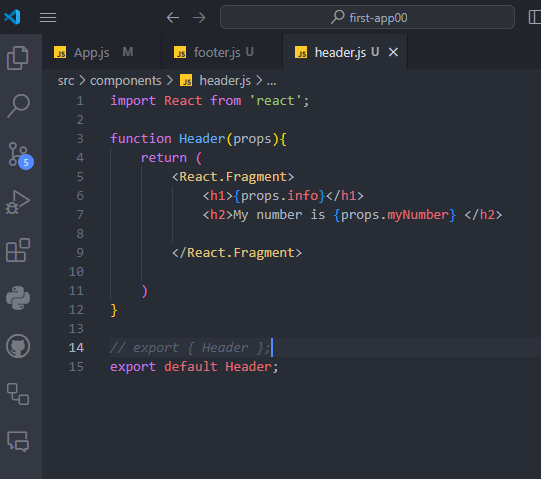 first-app00
JS App.js M
JS footer.js U
JS header.js U
src > components > JS header.js > ...
1 import React from 'react';
2
3 function Header(props){
4 return (
5 <React.Fragment>
6 <h1>{props.info}</h1>
7 <h2>My number is {props.myNumber} </h2>
8
9 </React.Fragment>
10
11 )
12 }
13
14 // export { Header };
15 export default Header;
5